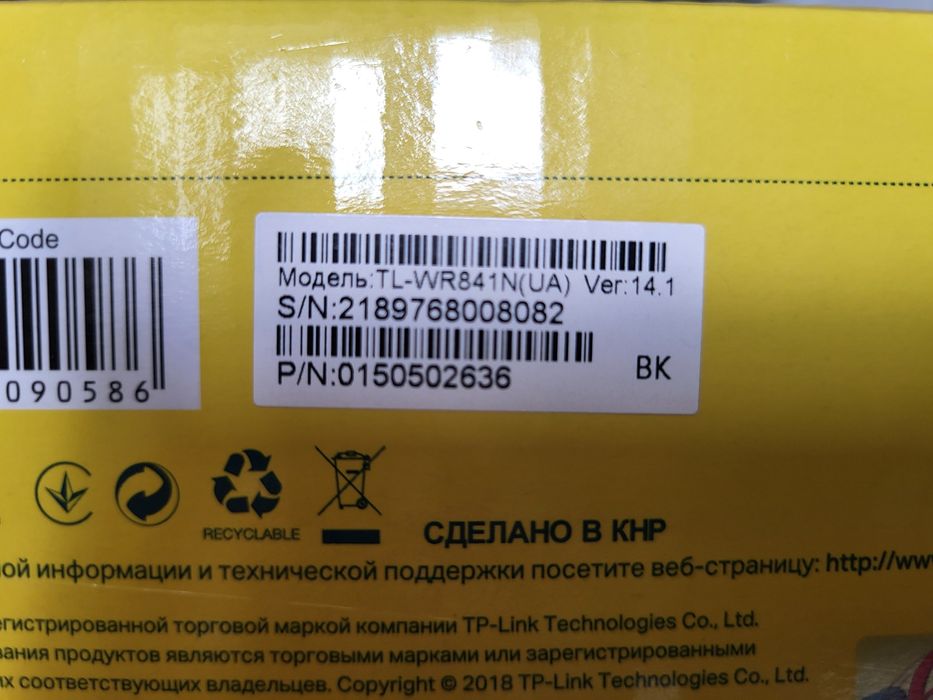 Code
090586
Модель:TL-WR841N(UA) Ver:14.1
S/N:2189768008082
P/N:0150502636
BK
RECYCLABLE
СДЕЛАНО В КНР
ой информации и технической поддержки посетите веб-страницу: http://ww
егистрированной торговой маркой компании TP-Link Technologies Co., Ltd.
вания продуктов являются торговыми марками или зарегистрированными
их соответствующих владельцев. Copyright © 2018 TP-Link Technologies Co., Ltd.